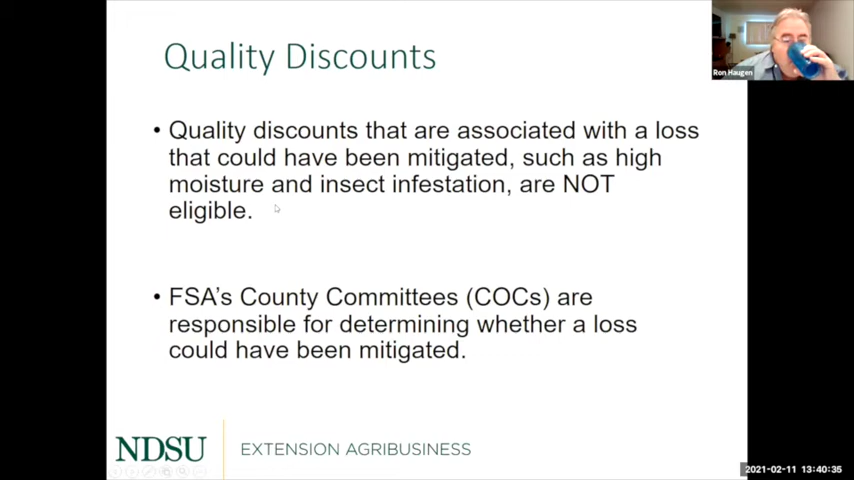 Quality Discounts
Ron Haugen
• Quality discounts that are associated with a loss
that could have been mitigated, such as high
moisture and insect infestation, are NOT
eligible.
• FSA's County Committees (COCs) are
responsible for determining whether a loss
could have been mitigated.
NDSU
EXTENSION AGRIBUSINESS
2021-02-11 13:40:35